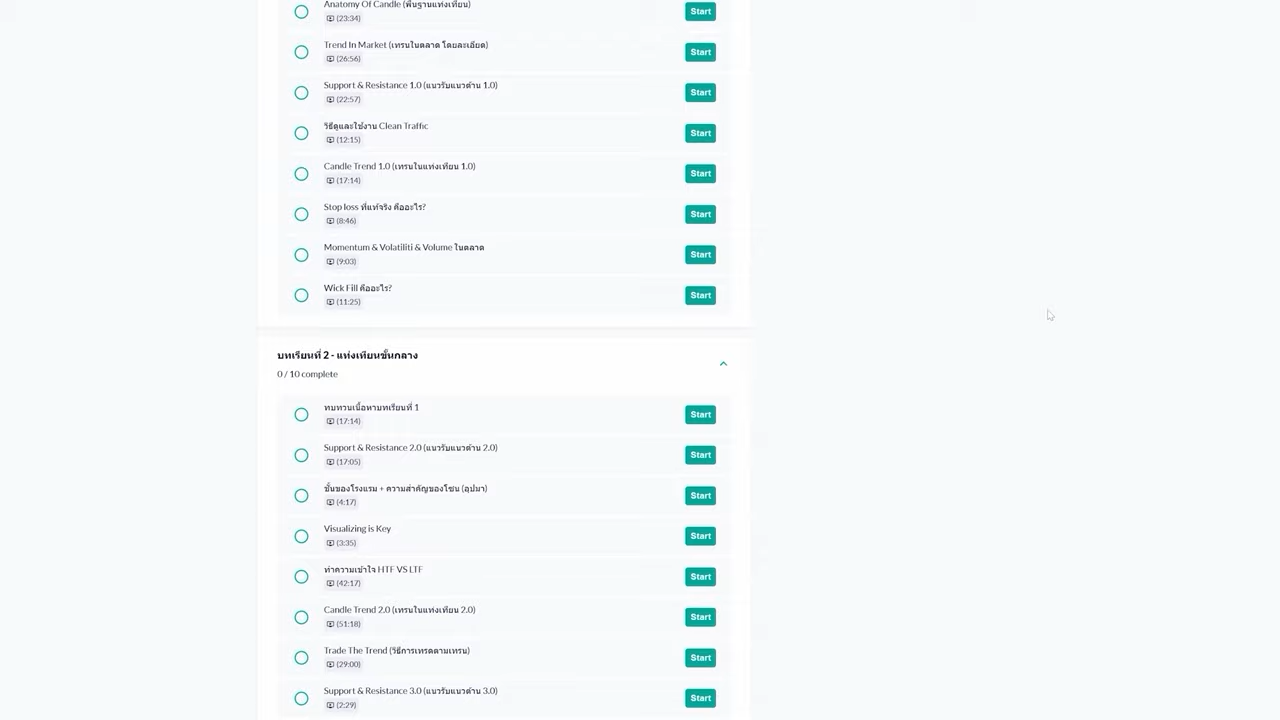 Anatomy Of Candle (พื้นฐานแท่งเทียน)
(23:34)
Start
Trend In Market (เทรนในตลาด โดยละเอียด)
(26:56)
Start
Support & Resistance 1.0 (แนวรับแนวต้าน 1.0)
(22:57)
Start
วิธีดูและใช้งาน Clean Traffic
(12:15)
Start
Candle Trend 1.0 (เทรนในแท่งเทียน 1.0)
(17:14)
Start
Stop loss ที่แท้จริง คืออะไร?
(8:46)
Start
Momentum & Volatiliti & Volume ในตลาด
(9:03)
Start
Wick Fill คืออะไร?
(11:25)
Start
บทเรียนที่ 2 - แท่งเทียนขั้นกลาง
0 / 10 complete
ทบทวนเนื้อหาบทเรียนที่ 1
(17:14)
Start
Support & Resistance 2.0 (แนวรับแนวต้าน 2.0)
(17:05)
Start
ชั้นของโรงแรม + ความสำคัญของโซน (อุปมา)
(4:17)
Start
Visualizing is Key
(3:35)
Start
ทำความเข้าใจ HTF VS LTF
(42:17)
Start
Candle Trend 2.0 (เทรนในแท่งเทียน 2.0)
(51:18)
Start
Trade The Trend (วิธีการเทรดตามเทรน)
(29:00)
Start
Support & Resistance 3.0 (แนวรับแนวต้าน 3.0)
(2:29)
Start